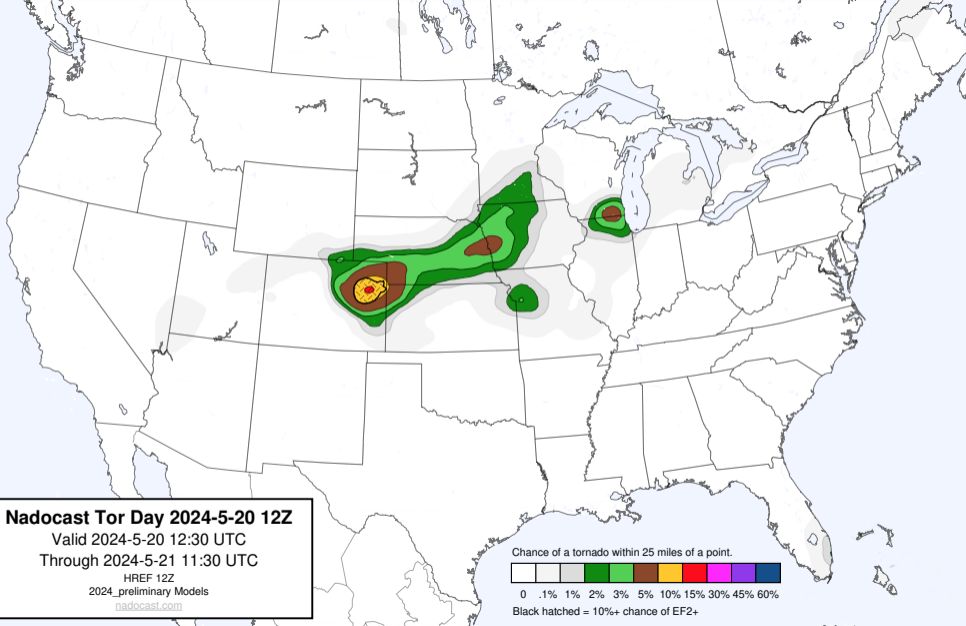 Nadocast Tor Day 2024-5-20 12Z
Valid 2024-5-20 12:30 UTC
Through 2024-5-21 11:30 UTC
HREF 12Z
2024_preliminary Models
nadocast.com
Chance of a tornado within 25 miles of a point.
0 .1% 1% 2% 3% 5% 10% 15% 30% 45% 60%
Black hatched = 10%+ chance of EF2+